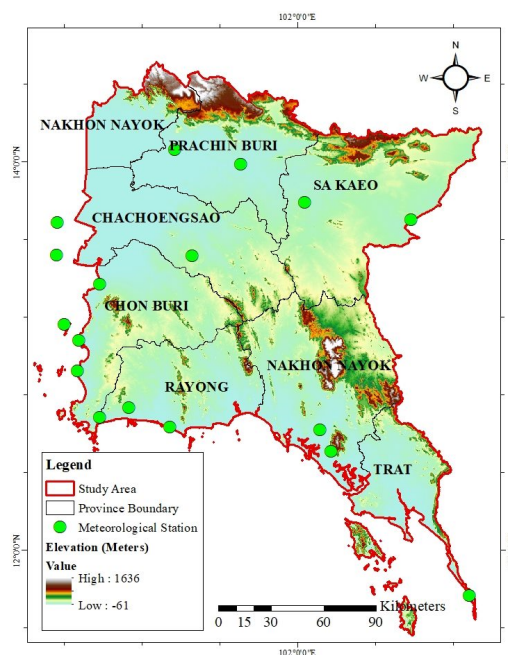 102°0'0"E
N
W E
S
NAKHON NAYOK
PRACHIN BURI
14°0'0"N
SA KAEO
CHACHOENGSAO
CHON BURI
NAKHON NAYOK
RAYONG
TRAT
Legend
Study Area
Province Boundary
Meteorological Station
Elevation (Meters)
Value
High : 1636
Low : -61
12°0'0"N
Kilometers
0 15 30 60 90
102°0'0"E